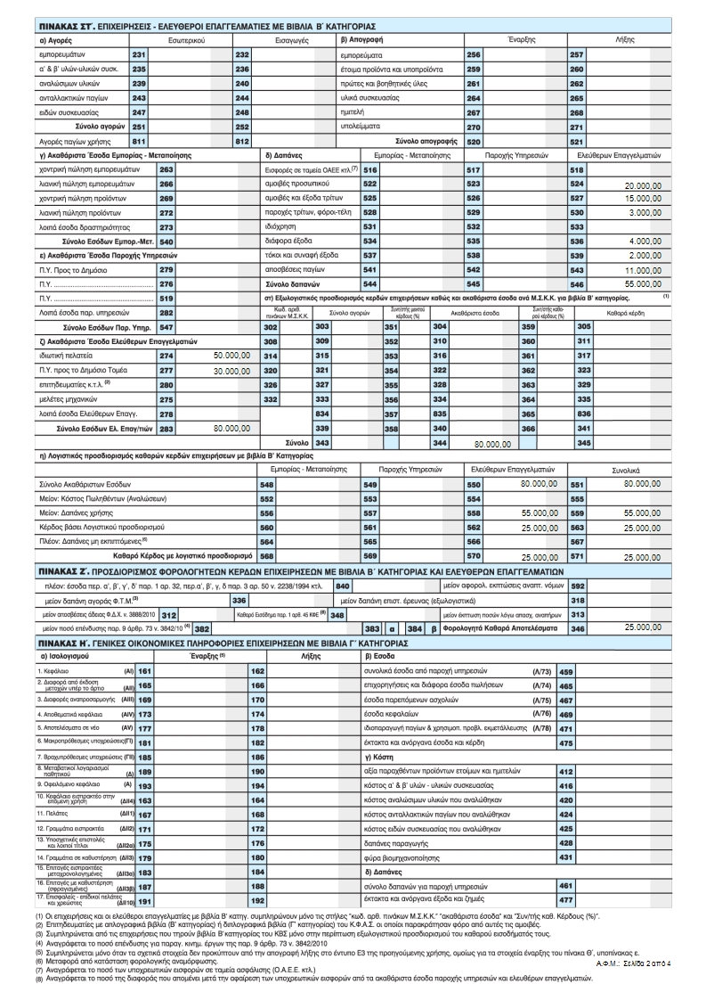 ΠΙΝΑΚΑΣ ΣΤ΄. ΕΠΙΧΕΙΡΗΣΕΙΣ - ΕΛΕΥΘΕΡΟΙ ΕΠΑΓΓΕΛΜΑΤΙΕΣ ΜΕ ΒΙΒΛΙΑ Β΄ ΚΑΤΗΓΟΡΙΑΣ
α) Αγορές Εσωτερικού Εισαγωγές β) Απογραφή Έναρξης Λήξης
εμπορευμάτων 231 232 εμπορεύματα 256 257
α΄ & β΄ υλών-υλικών συσκ. 235 236 έτοιμα προϊόντα και υποπροϊόντα 259 260
αναλώσιμων υλικών 239 240 πρώτες και βοηθητικές ύλες 261 262
ανταλλακτικών παγίων 243 244 υλικά συσκευασίας 264 265
ειδών συσκευασίας 247 248 ημιτελή 267 268
Σύνολο αγορών 251 252 υπολείμματα 270 271
Αγορές παγίων χρήσης 811 812 Σύνολο απογραφής 520 521
γ) Ακαθάριστα Έσοδα Εμπορίας - Μεταποίησης δ) Δαπάνες Εμπορίας - Μεταποίησης Παροχής Υπηρεσιών Ελεύθερων Επαγγελματιών
χοντρική πώληση εμπορευμάτων 263 Εισφορές σε ταμεία ΟΑΕΕ κτλ.(7) 516 517 518
λιανική πώληση εμπορευμάτων 266 αμοιβές προσωπικού 522 523 524 20.000,00
χοντρική πώληση προϊόντων 269 αμοιβές και έξοδα τρίτων 525 526 527 15.000,00
λιανική πώληση προϊόντων 272 παροχές τρίτων, φόροι-τέλη 528 529 530 3.000,00
λοιπά έσοδα δραστηριότητας 273 ιδιόχρηση 531 532 533
Σύνολο Εσόδων Εμπορ.-Μετ. 540 διάφορα έξοδα 534 535 536 4.000,00
ε) Ακαθάριστα Έσοδα Παροχής Υπηρεσιών τόκοι και συναφή έξοδα 537 538 539 2.000,00
Π.Υ. Προς το Δημόσιο 279 αποσβέσεις παγίων 541 542 543 11.000,00
Π.Υ. ........................................ 276 Σύνολο δαπανών 544 545 546 55.000,00
Π.Υ. ........................................ 519 στ) Εξωλογιστικός προσδιορισμός κερδών επιχειρήσεων καθώς και ακαθάριστα έσοδα ανά Μ.Σ.Κ.Κ. για βιβλία Β' κατηγορίας. (1)
Λοιπά έσοδα παρ. υπηρεσιών 282 Κωδ. αριθ. πινάκων Μ.Σ.Κ.Κ. Σύνολο αγορών Συντ/στής μικτού κέρδους (%) Ακαθάριστα έσοδα Συντ/στής καθαρού κέρδους (%) Καθαρά κέρδη
Σύνολο Εσόδων Παρ. Υπηρ. 547 302 303 351 304 359 305
ζ) Ακαθάριστα Έσοδα Ελευθέρων Επαγγελματιών 308 309 352 310 360 311
ιδιωτική πελατεία 274 50.000,00 314 315 353 316 361 317
Π.Υ. προς το Δημόσιο Τομέα 277 30.000,00 320 321 354 322 362 323
επιτηδευματίες κ.τ.λ. (2) 280 326 327 355 328 363 329
μελέτες μηχανικών 275 332 333 356 334 364 335
λοιπά έσοδα Ελεύθερων Επαγγ. 278 834 357 835 365 836
Σύνολο Εσόδων Ελ. Επαγ/τιών 283 80.000,00 339 358 340 366 341
Σύνολο 343 344 80.000,00 345
η) Λογιστικός προσδιορισμός καθαρών κερδών επιχειρήσεων με βιβλία Β' Κατηγορίας
Εμπορίας - Μεταποίησης Παροχής Υπηρεσιών Ελεύθερων Επαγγελματιών Συνολικά
Σύνολο Ακαθάριστων Εσόδων 548 549 550 80.000,00 551 80.000,00
Μείον: Κόστος Πωληθέντων (Αναλώσεων) 552 553 554 555
Μείον: Δαπάνες χρήσης 556 557 558 55.000,00 559 55.000,00
Κέρδος βάσει Λογιστικού προσδιορισμού 560 561 562 25.000,00 563 25.000,00
Πλέον: Δαπάνες μη εκπιπτόμενες (6) 564 565 566 567
Καθαρό Κέρδος με λογιστικό προσδιορισμό 568 569 570 25.000,00 571 25.000,00
ΠΙΝΑΚΑΣ Ζ΄. ΠΡΟΣΔΙΟΡΙΣΜΟΣ ΦΟΡΟΛΟΓΗΤΕΩΝ ΚΕΡΔΩΝ ΕΠΙΧΕΙΡΗΣΕΩΝ ΜΕ ΒΙΒΛΙΑ Β΄ ΚΑΤΗΓΟΡΙΑΣ ΚΑΙ ΕΛΕΥΘΕΡΩΝ ΕΠΑΓΓΕΛΜΑΤΙΩΝ
πλέον: έσοδα περ. α', β', γ', δ' παρ. 1 αρ. 32, περ.α', β', γ, δ παρ. 3 αρ. 50 ν. 2238/1994 κτλ. 840 μείον αφορολ. εκπτώσεις αναπτ. νόμων 592
μείον δαπάνη αγοράς Φ.Τ.Μ.(3) 336 μείον δαπάνη επιστ. έρευνας (εξωλογιστικά) 318
μείον αποσβέσεις άδειας Φ.Δ.Χ. ν. 3888/2010 312 Καθαρό Εισόδημα παρ. 1 αρθ. 45 ΚΦΕ (8) 348 μείον έκπτωση ποσών λόγω απασχ. αναπήρων 313
μείον ποσό επένδυσης παρ. 9 άρθρ. 73 ν. 3842/10 (4) 382 383 α 384 β Φορολογητά Καθαρά Αποτελέσματα 346 25.000,00
ΠΙΝΑΚΑΣ Η΄. ΓΕΝΙΚΕΣ ΟΙΚΟΝΟΜΙΚΕΣ ΠΛΗΡΟΦΟΡΙΕΣ ΕΠΙΧΕΙΡΗΣΕΩΝ ΜΕ ΒΙΒΛΙΑ Γ΄ ΚΑΤΗΓΟΡΙΑΣ
α) Ισολογισμού Έναρξης (5) Λήξης β) Εσοδα
1. Κεφάλαιο (ΑΙ) 161 162 συνολικά έσοδα από παροχή υπηρεσιών (Λ/73) 459
2. Διαφορά από έκδοση μετοχών υπέρ το άρτιο (ΑΙΙ) 165 166 επιχορηγήσεις και διάφορα έσοδα πωλήσεων (Λ/74) 465
3. Διαφορές αναπροσαρμογής (ΑΙΙΙ) 169 170 έσοδα παρεπόμενων ασχολιών (Λ/75) 467
4. Αποθεματικά κεφάλαια (ΑΙV) 173 174 έσοδα κεφαλαίων (Λ/76) 469
5. Αποτελέσματα σε νέο (ΑV) 177 178 ιδιοπαραγωγή παγίων & χρησιμοπ. προβλ. εκμετάλλευσης (Λ/78) 471
6. Μακροπρόθεσμες υποχρεώσεις(ΓΙ) 181 182 έκτακτα και ανόργανα έσοδα και κέρδη 475
7. Βραχυπρόθεσμες υποχρεώσεις (ΓΙΙ) 185 186 γ) Κόστη
8. Μεταβατικοί λογαριασμοί παθητικού (Δ) 189 190 αξία παραχθέντων προϊόντων ετοίμων και ημιτελών 412
9. Οφειλόμενο κεφάλαιο (Α) 193 194 κόστος α' & β' υλών - υλικών συσκευασίας 416
10. Κεφάλαιο εισπρακτέο στην επόμενη χρήση (ΔΙΙ4) 163 164 κόστος αναλώσιμων υλικών που αναλώθηκαν 420
11. Πελάτες (ΔΙΙ1) 167 168 κόστος ανταλλακτικών παγίων που αναλώθηκαν 424
12. Γραμμάτια εισπρακτέα (ΔΙΙ2) 171 172 κόστος ειδών συσκευασίας που αναλώθηκαν 425
13. Υποσχετικές επιστολές και λοιποί τίτλοι (ΔΙΙ2α) 175 176 δαπάνες παραγωγής 428
14. Γραμμάτια σε καθυστέρηση (ΔΙΙ3) 179 180 φύρα βιομηχανοποίησης 431
15. Επιταγές εισπρακτέες μεταχρονολογημένες (ΔΙΙ3α) 183 184 δ) Δαπάνες
16. Επιταγές με καθυστέρηση (σφραγισμένες) (ΔΙΙ3β) 187 188 σύνολο δαπανών για παροχή υπηρεσιών 461
17. Επισφαλείς - επίδικοι πελάτες και χρεώστες (ΔΙΙ10) 191 192 έκτακτα και ανόργανα έξοδα και ζημιές 477
(1) Οι επιχειρήσεις και οι ελεύθεροι επαγγελματίες με βιβλία Β' κατηγ. συμπληρώνουν μόνο τις στήλες "κωδ. αρθ. πινάκων Μ.Σ.Κ.Κ." "ακαθάριστα έσοδα" και "Συν/της καθ. Κέρδους (%)".
(2) Επιτηδευματίες με απλογραφικά βιβλία (Β' κατηγορίας) ή διπλογραφικά βιβλία (Γ' κατηγορίας) του Κ.Φ.Α.Σ. οι οποίοι παρακράτησαν φόρο από αυτές τις αμοιβές.
(3) Συμπληρώνεται από τις επιχειρήσεις που τηρούν βιβλία Β'κατηγορίας του ΚΒΣ μόνο στην περίπτωση εξωλογιστικού προσδιορισμού του καθαρού εισοδήματός τους.
(4) Αναγράφεται το ποσό επένδυσης για παραγ. κινημ. έργων της παρ. 9 άρθρ. 73 ν. 3842/2010
(5) Συμπληρώνεται μόνο όταν τα σχετικά στοιχεία δεν προκύπτουν από την απογραφή λήξης στο έντυπο Ε3 της προηγούμενης χρήσης, ομοίως για τα στοιχεία έναρξης του πίνακα Θ΄, υποπίνακας ε.
(6) Μεταφορά από κατάσταση φορολογικής αναμόρφωσης.
Α.Φ.Μ.: Σελίδα 2 από 4
(7) Αναγράφεται το ποσό των υποχρεωτικών εισφορών σε ταμεία ασφάλισης (Ο.Α.Ε.Ε. κτλ.)
(8) Αναγράφεται το ποσό της διαφοράς που απομένει μετά την αφαίρεση των υποχρεωτικών εισφορών από τα ακαθάριστα έσοδα παροχής υπηρεσιών και ελευθέρων επαγγελματιών.